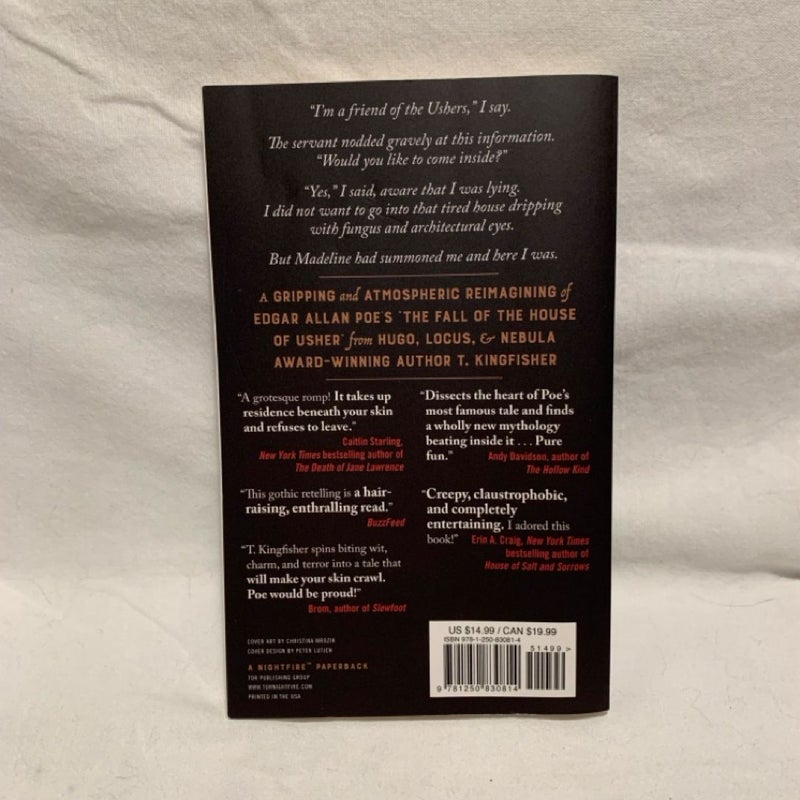 “I’m a friend of the Ushers,” I say.
The servant nodded gravely at this information.
“Would you like to come inside?”
“Yes,” I said, aware that I was lying.
I did not want to go into that tired house dripping
with fungus and architectural eyes.
But Madeline had summoned me and here I was.
A GRIPPING and ATMOSPHERIC REIMAGINING of
EDGAR ALLAN POE'S "THE FALL OF THE HOUSE
OF USHER" from HUGO, LOCUS, & NEBULA
AWARD-WINNING AUTHOR T. KINGFISHER
“A grotesque romp! It takes up
residence beneath your skin
and refuses to leave.”
Caitlin Starling,
New York Times bestselling author of
The Death of Jane Lawrence
“This gothic retelling is a hair-
raising, enthralling read.”
BuzzFeed
“T. Kingfisher spins biting wit,
charm, and terror into a tale that
will make your skin crawl.
Poe would be proud!”
Brom, author of Slewfoot
“Dissects the heart of Poe’s
most famous tale and finds
a wholly new mythology
beating inside it . . . Pure
fun.” Andy Davidson, author of
The Hollow Kind
“Creepy, claustrophobic,
and completely
entertaining. I adored this
book!” Erin A. Craig, New York Times
bestselling author of
House of Salt and Sorrows
COVER ART BY CHRISTINA MROZIK
COVER DESIGN BY PETER LUTJEN
A NIGHTFIRE™ PAPERBACK
TOR PUBLISHING GROUP
WWW.TORNIGHTFIRE.COM
PRINTED IN THE USA
US $14.99 / CAN $19.99
ISBN 978-1-250-83081-4
51499>
9 781250 830814